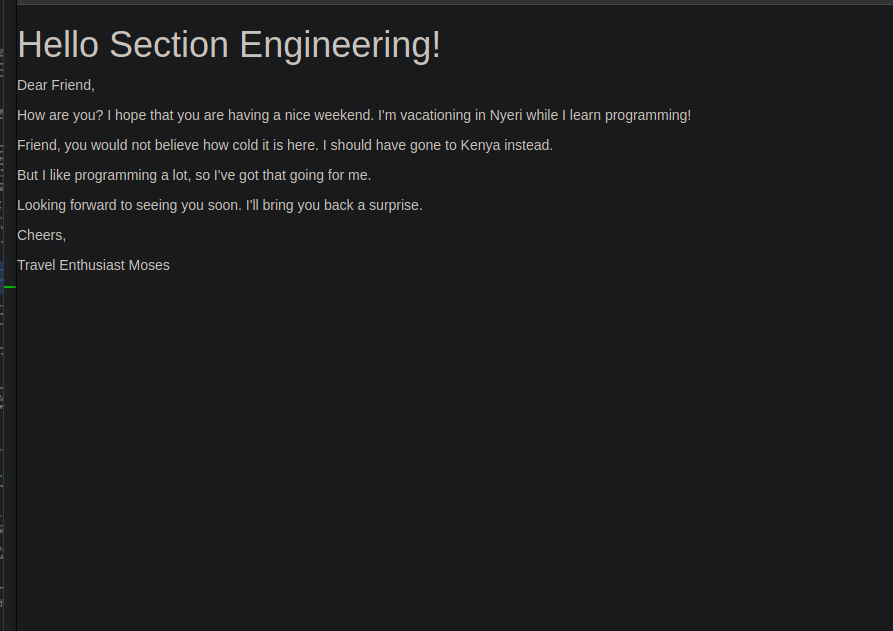 Hello Section Engineering!
Dear Friend,
How are you? I hope that you are having a nice weekend. I'm vacationing in Nyeri while I learn programming!
Friend, you would not believe how cold it is here. I should have gone to Kenya instead.
But I like programming a lot, so I've got that going for me.
Looking forward to seeing you soon. I'll bring you back a surprise.
Cheers,
Travel Enthusiast Moses